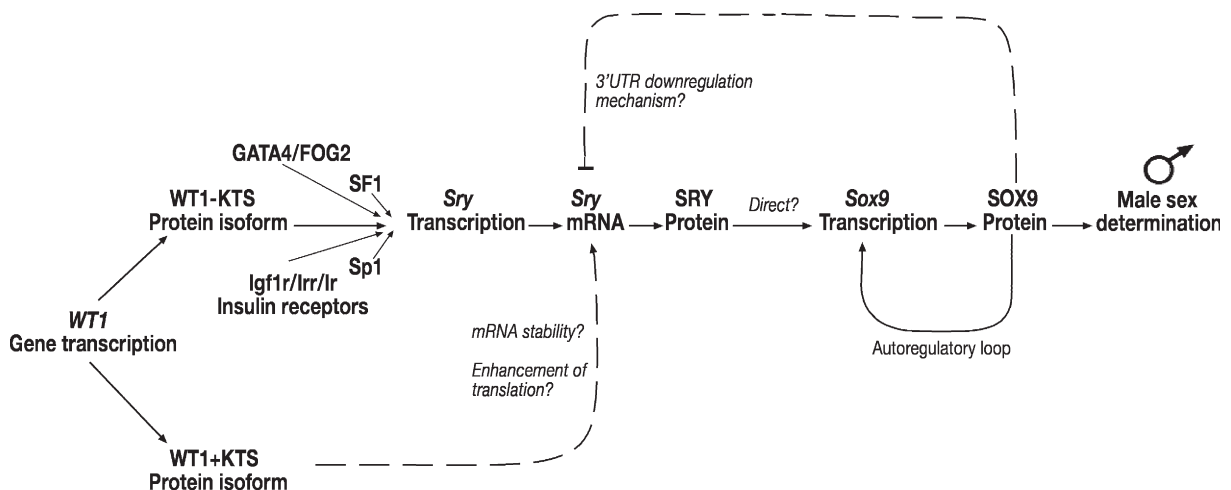 3'UTR downregulation
mechanism?
GATA4/FOG2
SF1
WT1-KTS
Protein isoform
Sry
Transcription
Sry
mRNA
SRY
Protein
Direct?
Sox9
Transcription
SOX9
Protein
Male sex
determination
Sp1
Igf1r/Irr/Ir
Insulin receptors
WT1
Gene transcription
mRNA stability?
Enhancement of
translation?
Autoregulatory loop
WT1+KTS
Protein isoform